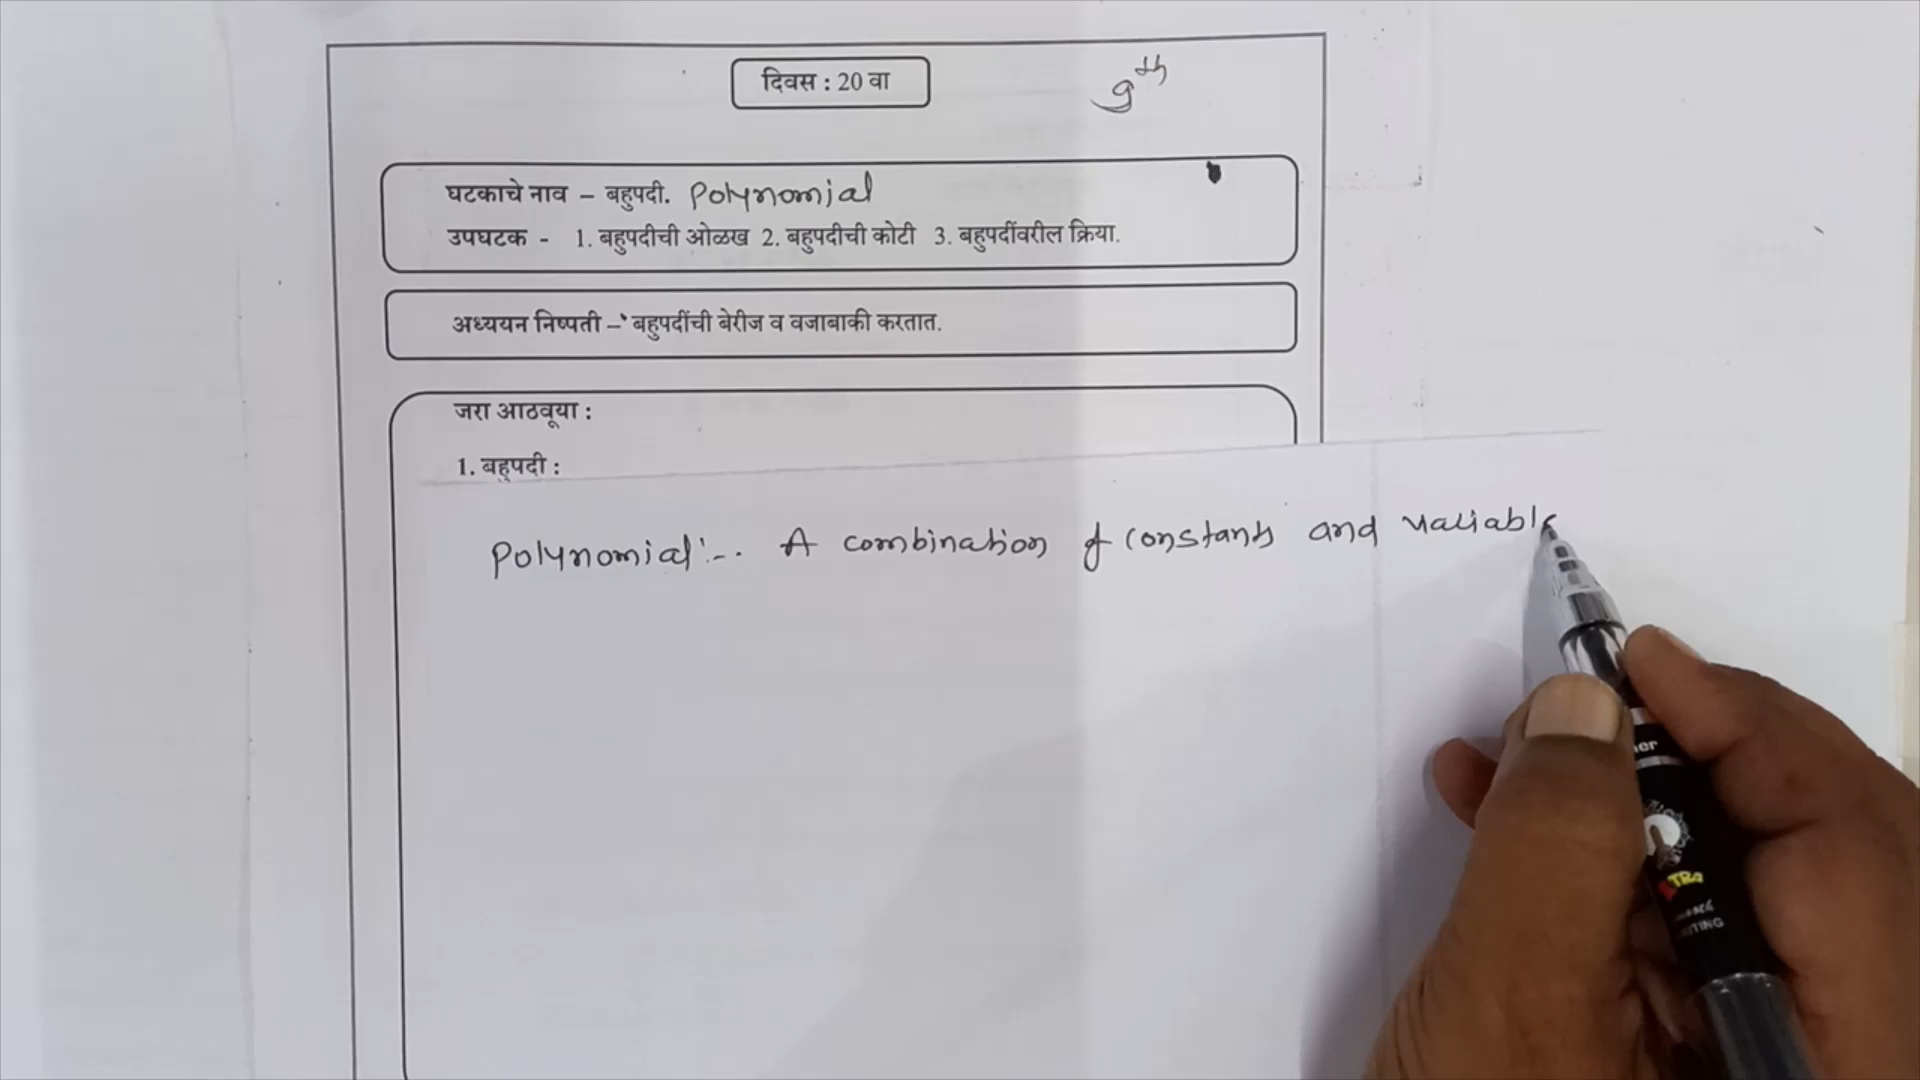 दिवस : 20 वा
9th
घटकाचे नाव – बहुपदी. Polynomial
उपघटक - 1. बहुपदीची ओळख 2. बहुपदीची कोटी 3. बहुपदींवरील क्रिया.
अध्ययन निष्पती – बहुपदींची बेरीज व वजाबाकी करतात.
जरा आठवूया :
1. बहुपदी :
Polynomial :- A combination of constants and variable
TRA